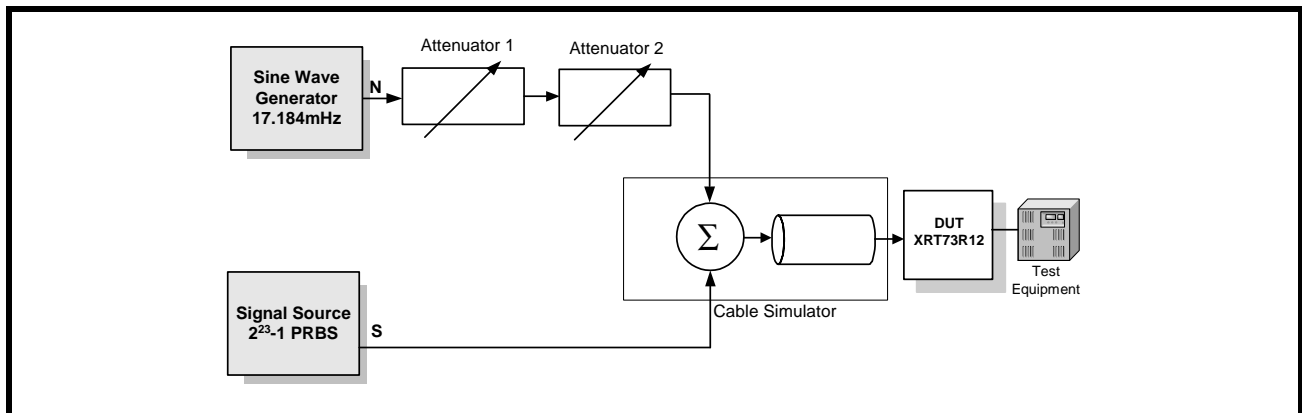 Attenuator 1
Attenuator 2
Sine Wave
Generator
17.184mHz
N
Σ
DUT
XRT73R12
Test
Equipment
Cable Simulator
Signal Source
2²³-1 PRBS
S